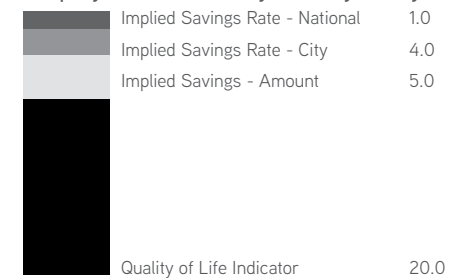 Implied Savings Rate - National 1.0
Implied Savings Rate - City 4.0
Implied Savings - Amount 5.0
Quality of Life Indicator 20.0